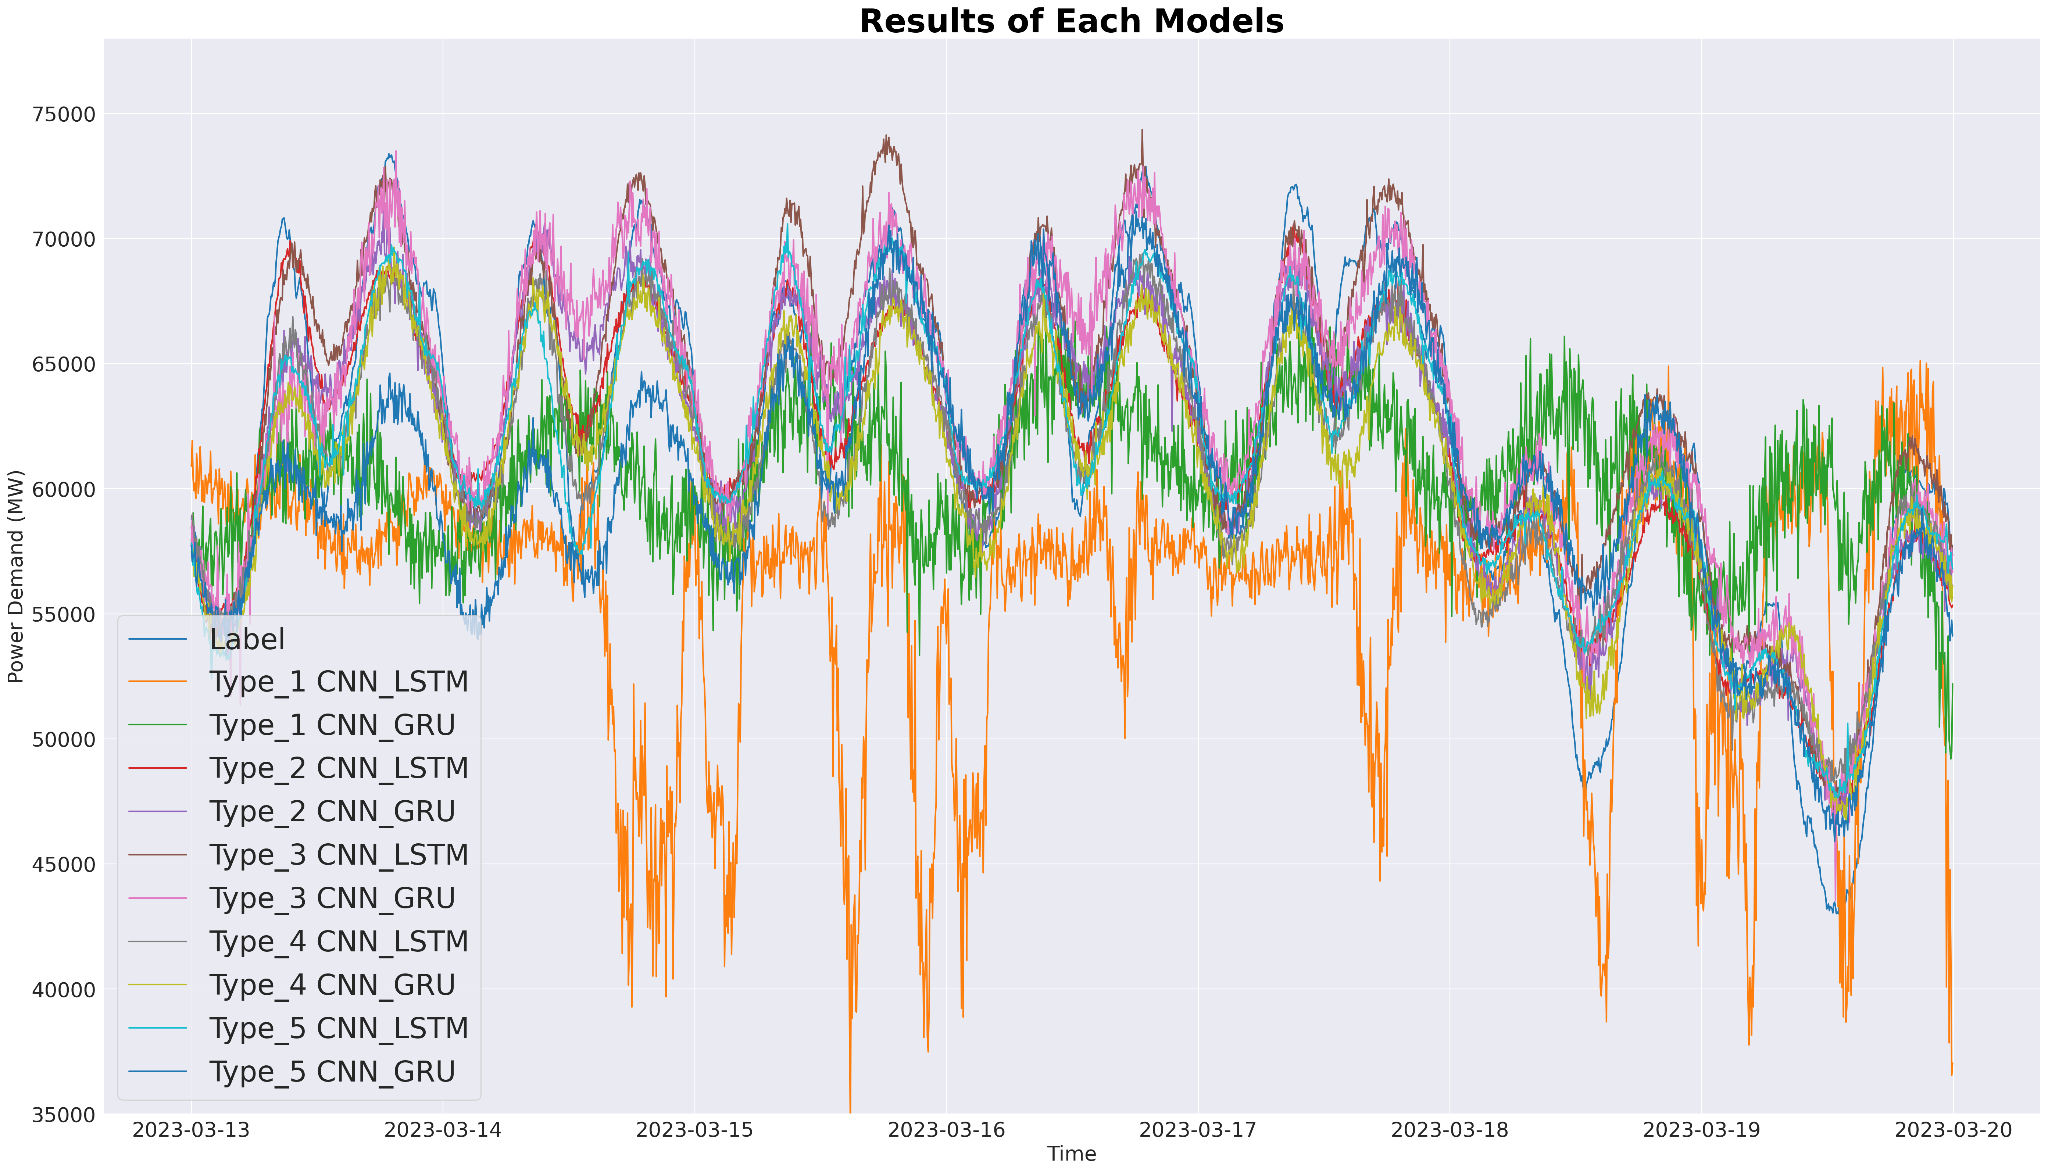 Results of Each Models
Power Demand (MW)
75000
70000
65000
60000
55000
50000
45000
40000
35000
Label
Type_1 CNN_LSTM
Type_1 CNN_GRU
Type_2 CNN_LSTM
Type_2 CNN_GRU
Type_3 CNN_LSTM
Type_3 CNN_GRU
Type_4 CNN_LSTM
Type_4 CNN_GRU
Type_5 CNN_LSTM
Type_5 CNN_GRU
2023-03-13 2023-03-14 2023-03-15 2023-03-16 2023-03-17 2023-03-18 2023-03-19 2023-03-20
Time